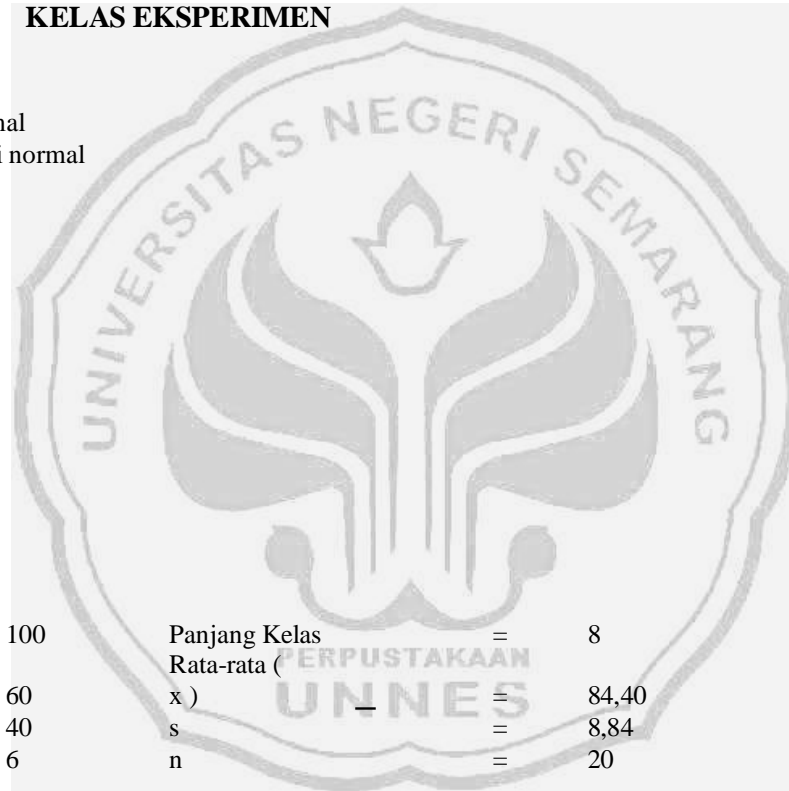 KELAS EKSPERIMEN
UNIVERSITAS NEGERI SEMARANG
nal
i normal
100 Panjang Kelas = 8
Rata-rata (
PERPUSTAKAAN
60 x ) = 84,40
UNNES
40 s = 8,84
6 n = 20